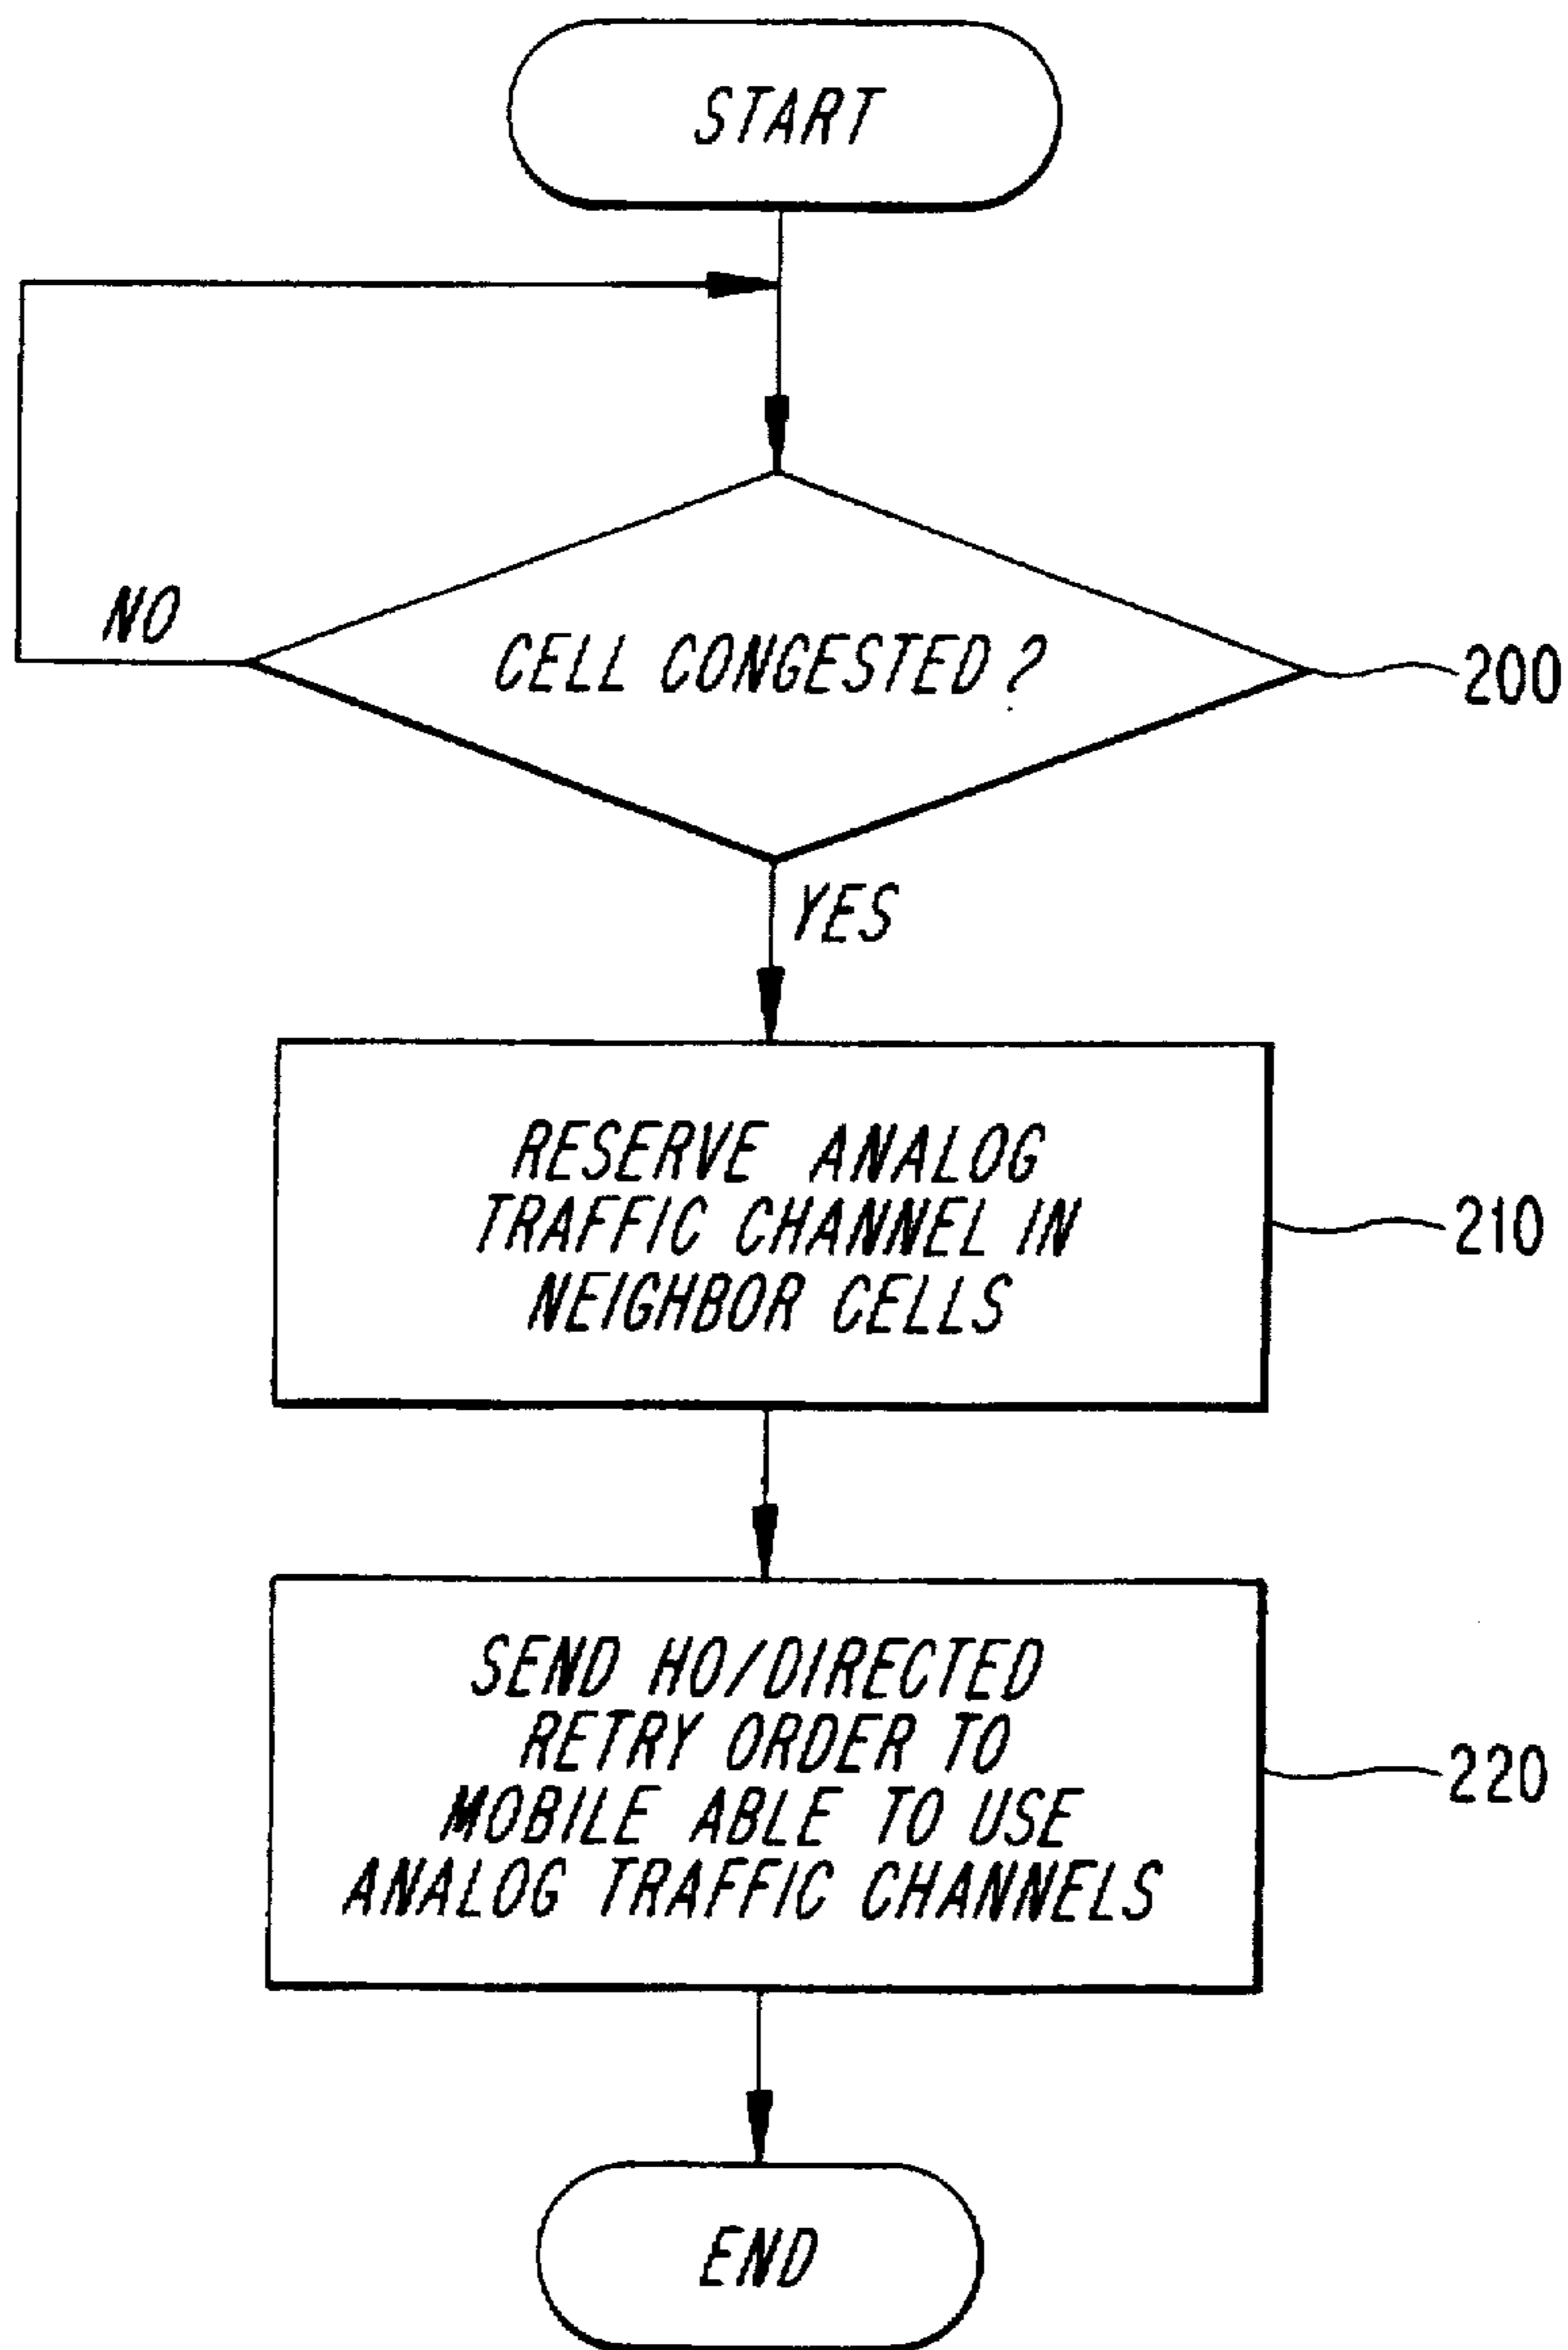 START
NO
CELL CONGESTED ?
200
YES
RESERVE ANALOG
TRAFFIC CHANNEL IN
NEIGHBOR CELLS
210
SEND HO/DIRECTED
RETRY ORDER TO
MOBILE ABLE TO USE
ANALOG TRAFFIC CHANNELS
220
END